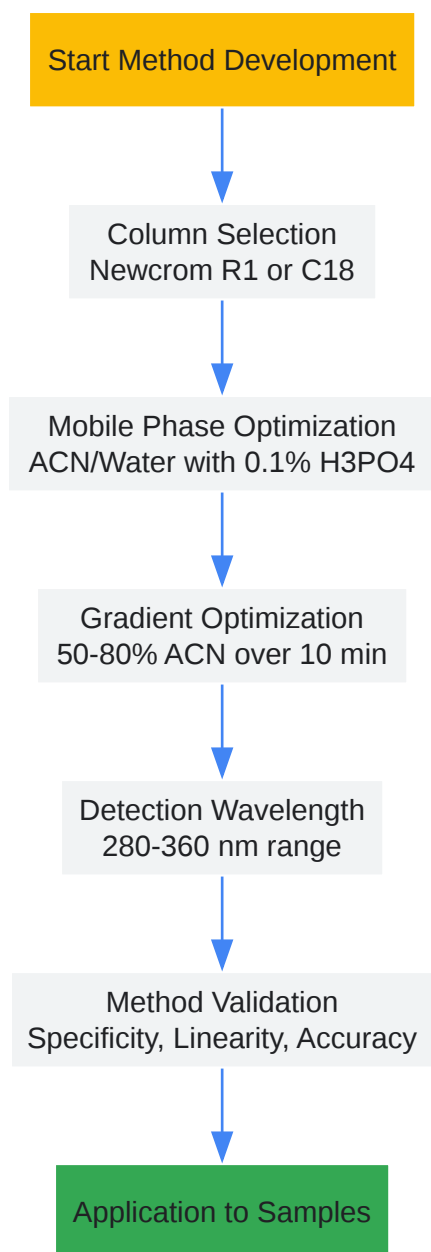 Start Method Development
Column Selection
Newcrom R1 or C18
Mobile Phase Optimization
ACN/Water with 0.1% H3PO4
Gradient Optimization
50-80% ACN over 10 min
Detection Wavelength
280-360 nm range
Method Validation
Specificity, Linearity, Accuracy
Application to Samples